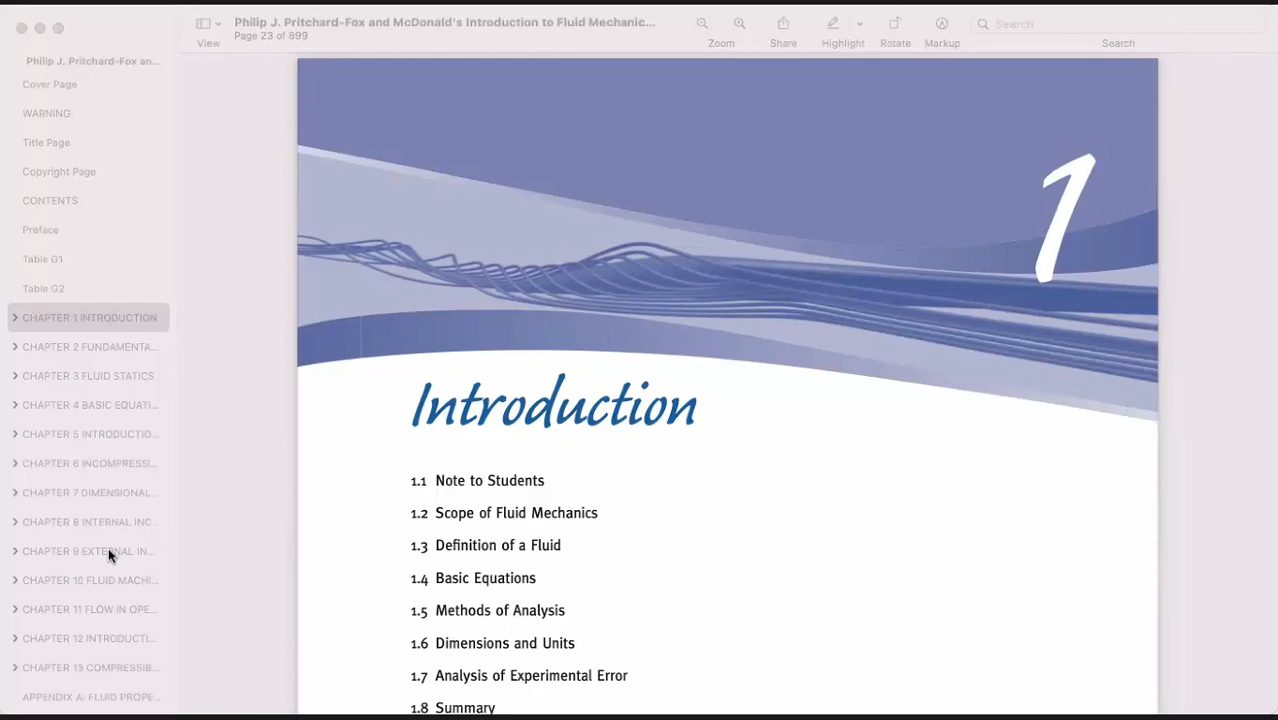 Philip J. Pritchard-Fox and McDonald's Introduction to Fluid Mechanic...
Page 23 of 899
View
Zoom
Share
Highlight
Rotate
Markup
Search
Search
Philip J. Pritchard-Fox an...
Cover Page
WARNING
Title Page
Copyright Page
CONTENTS
Preface
Table G1
Table G2
CHAPTER 1 INTRODUCTION
CHAPTER 2 FUNDAMENTA...
CHAPTER 3 FLUID STATICS
CHAPTER 4 BASIC EQUATI...
CHAPTER 5 INTRODUCTIO...
CHAPTER 6 INCOMPRESSI...
CHAPTER 7 DIMENSIONAL...
CHAPTER 8 INTERNAL INC...
CHAPTER 9 EXTERNAL IN...
CHAPTER 10 FLUID MACHI...
CHAPTER 11 FLOW IN OPE...
CHAPTER 12 INTRODUCTI...
CHAPTER 13 COMPRESSIB...
APPENDIX A: FLUID PROPE...
1
Introduction
1.1 Note to Students
1.2 Scope of Fluid Mechanics
1.3 Definition of a Fluid
1.4 Basic Equations
1.5 Methods of Analysis
1.6 Dimensions and Units
1.7 Analysis of Experimental Error
1.8 Summary